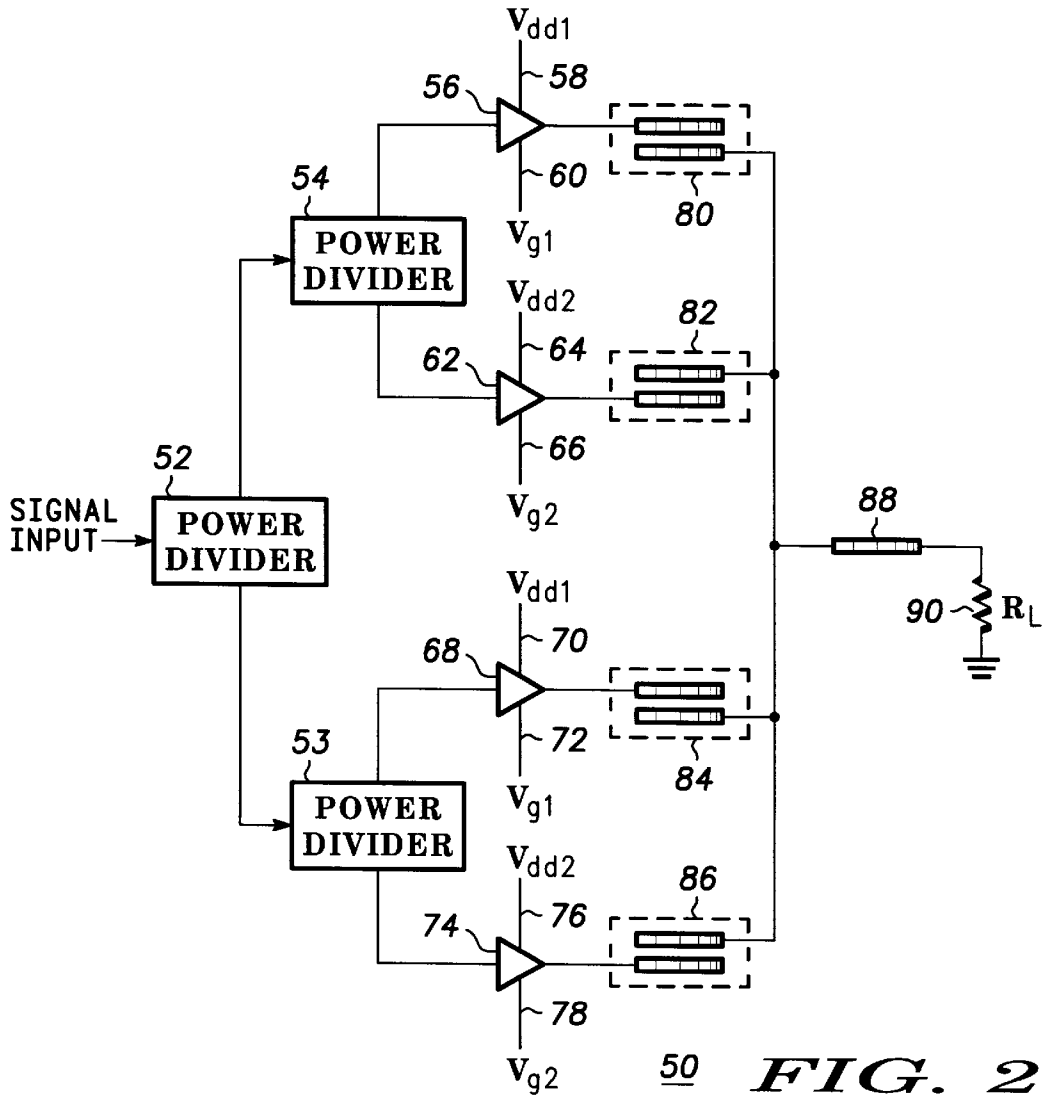 Vdd1
58
56
60
80
Vg1
54
POWER
DIVIDER
Vdd2
82
64
62
66
Vg2
52
SIGNAL
INPUT
POWER
DIVIDER
88
90
RL
Vdd1
70
68
72
84
Vg1
53
POWER
DIVIDER
Vdd2
86
76
74
78
Vg2
50
FIG. 2